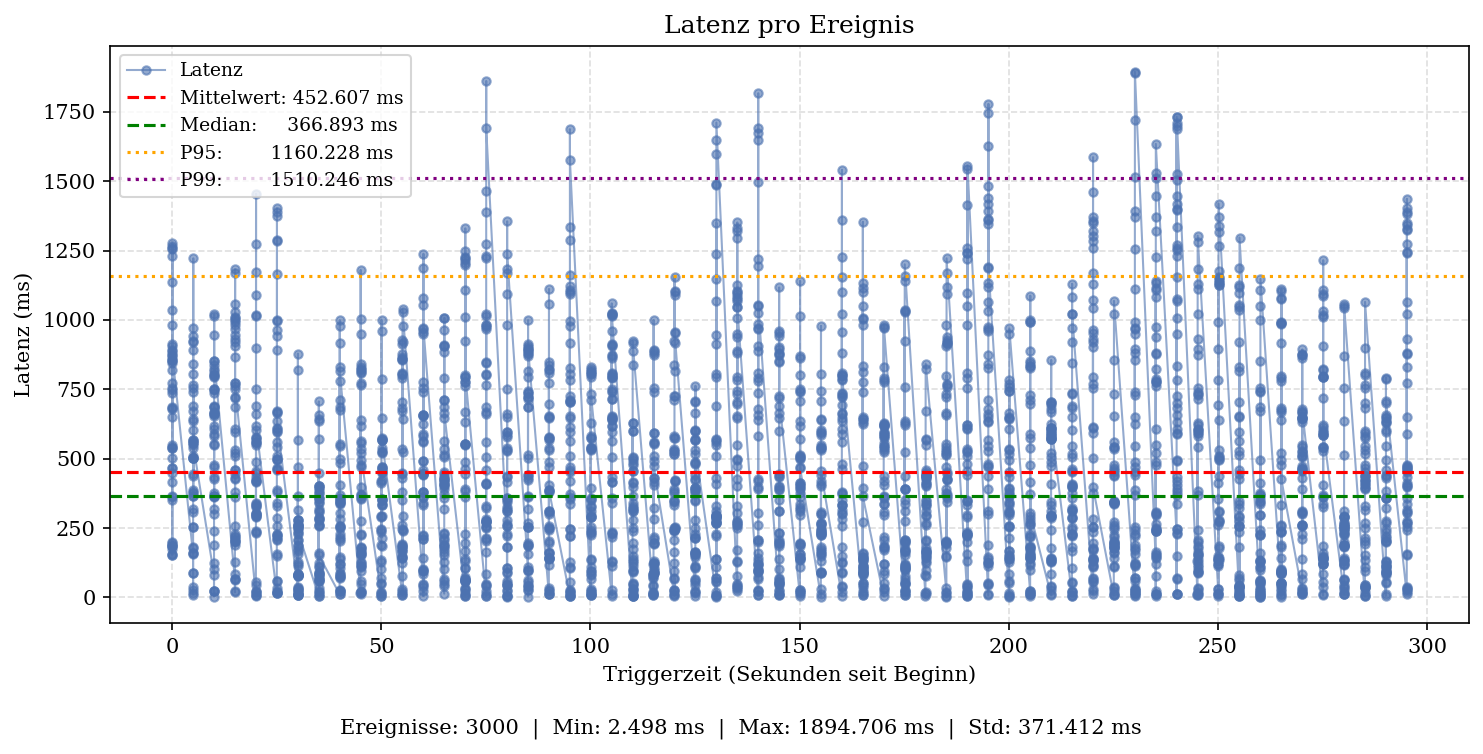 Latenz pro Ereignis
Latenz
Mittelwert: 452.607 ms
Median: 366.893 ms
P95: 1160.228 ms
P99: 1510.246 ms
Latenz (ms)
1750
1500
1250
1000
750
500
250
0
0 50 100 150 200 250 300
Triggerzeit (Sekunden seit Beginn)
Ereignisse: 3000 | Min: 2.498 ms | Max: 1894.706 ms | Std: 371.412 ms